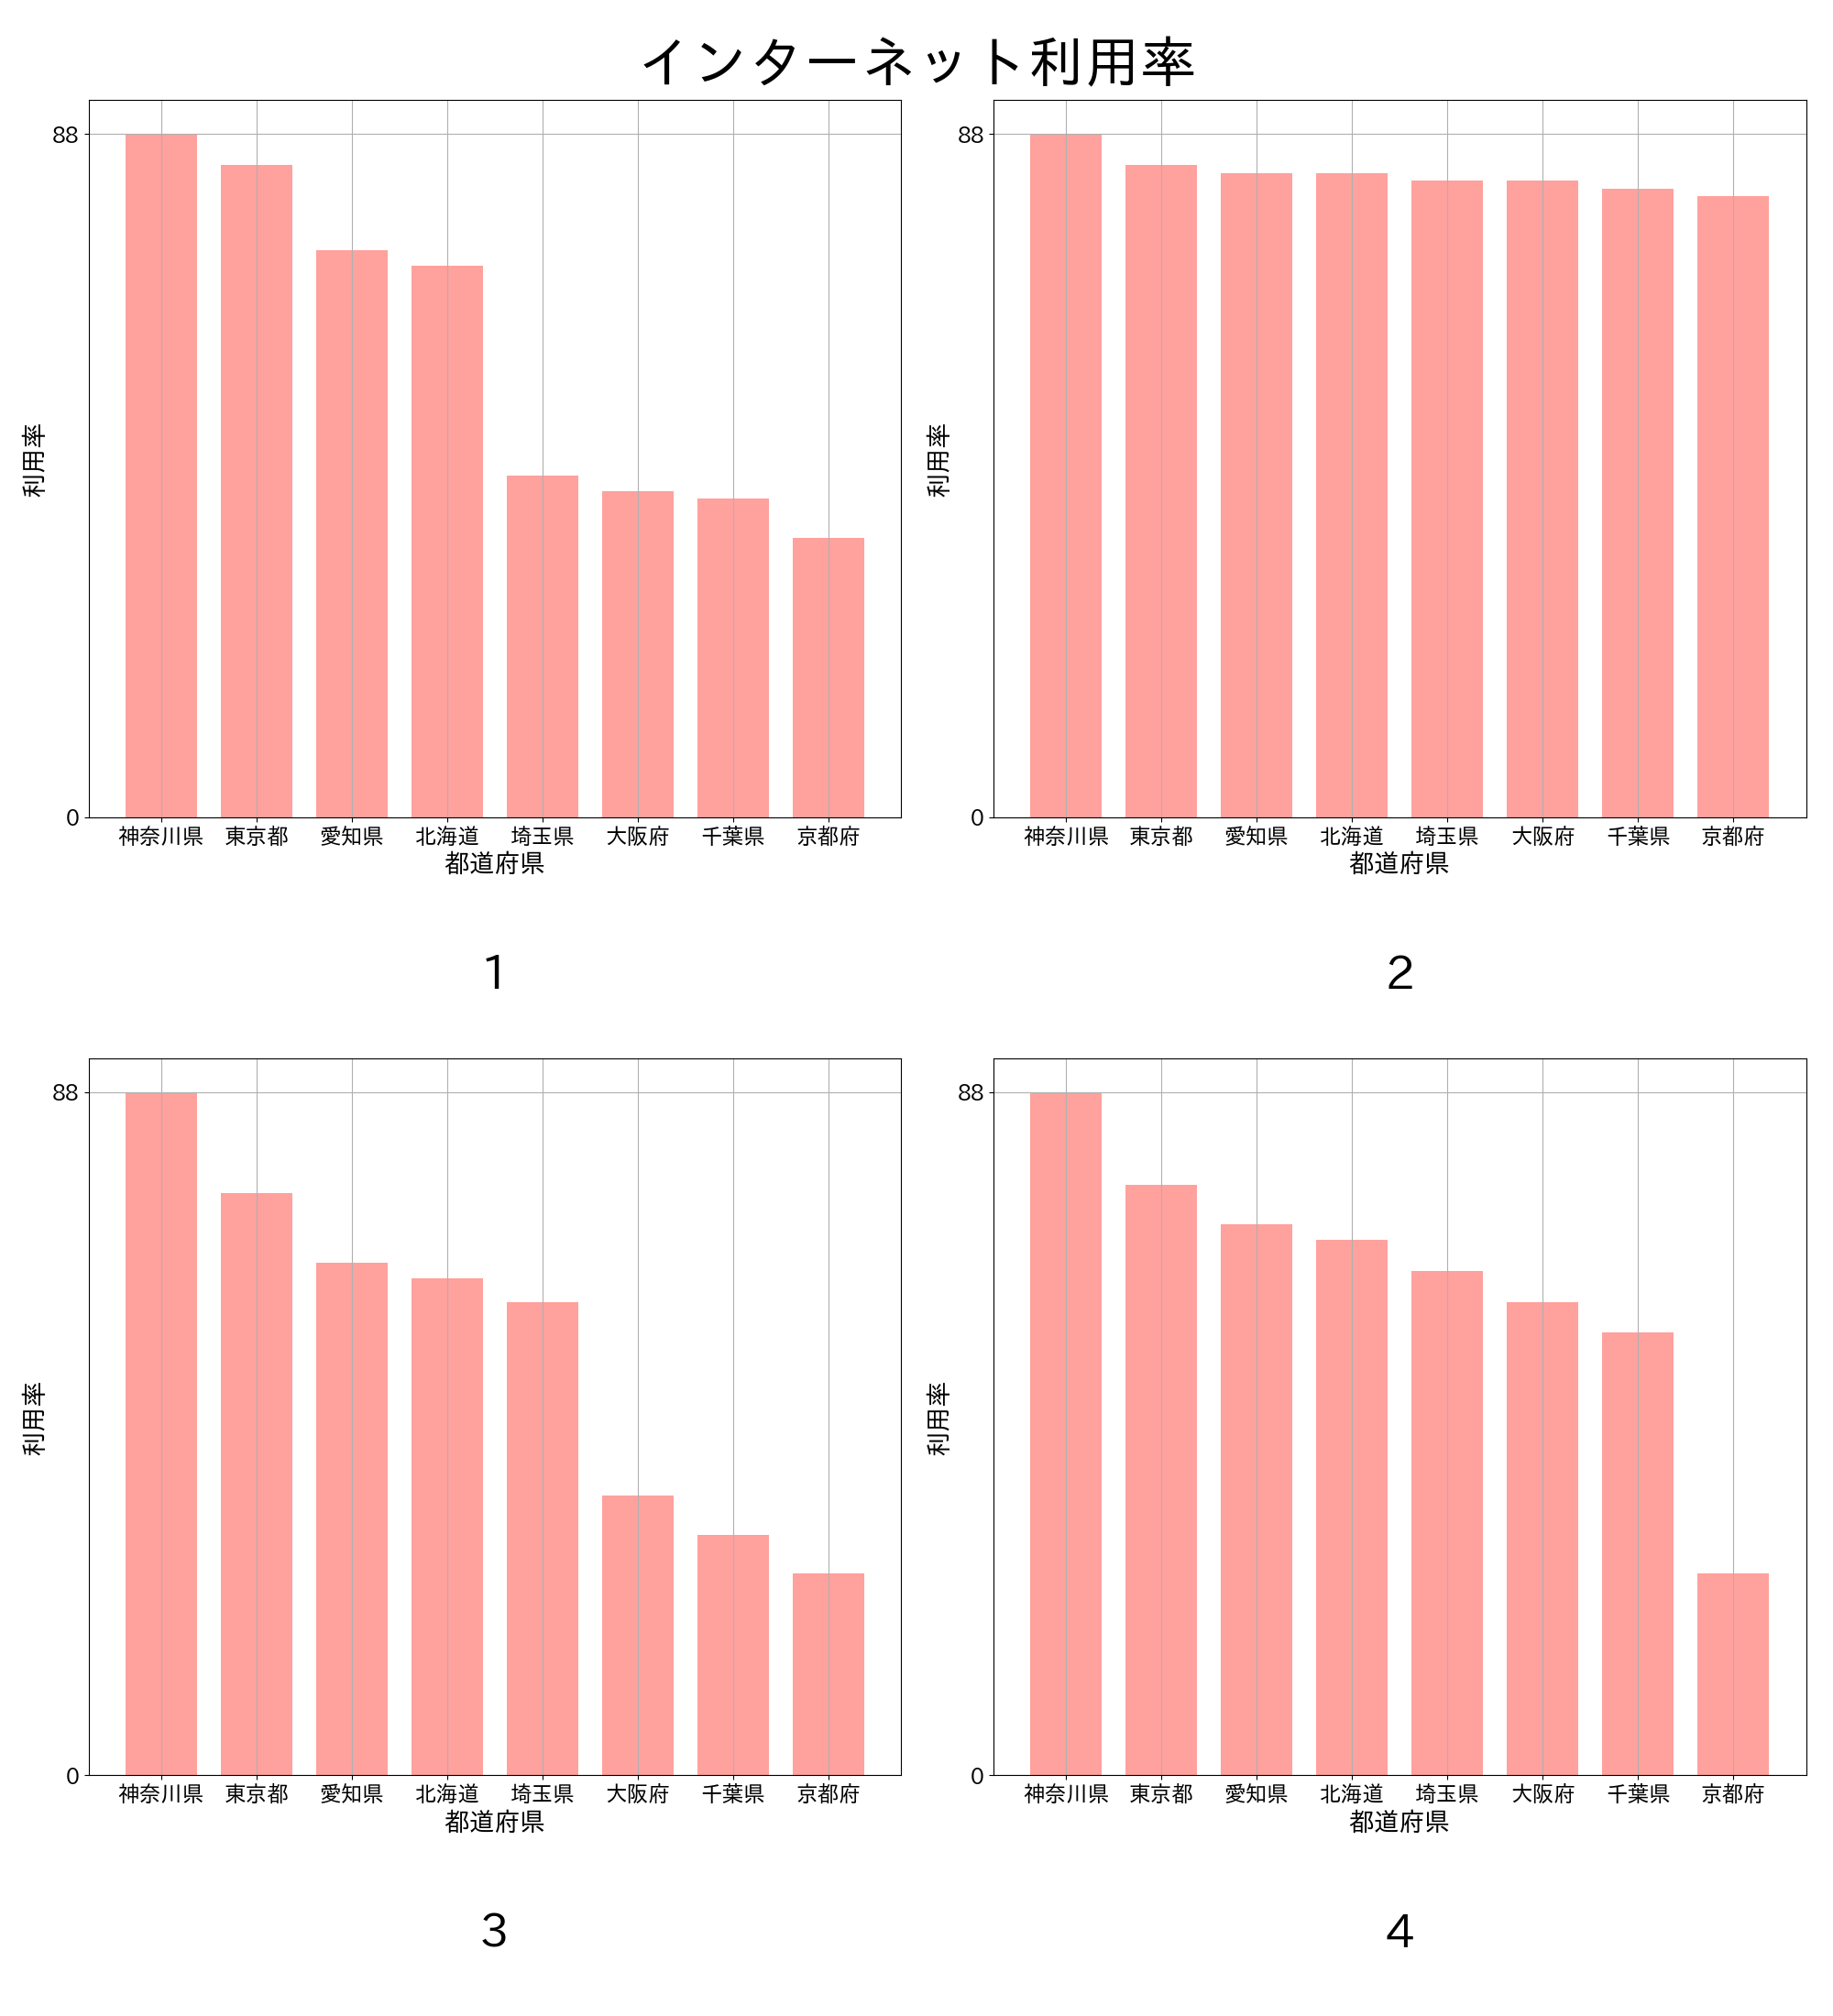 インターネット利用率
88
0
利用率
神奈川県 東京都 愛知県 北海道 埼玉県 大阪府 千葉県 京都府
都道府県
1
88
0
利用率
神奈川県 東京都 愛知県 北海道 埼玉県 大阪府 千葉県 京都府
都道府県
2
88
0
利用率
神奈川県 東京都 愛知県 北海道 埼玉県 大阪府 千葉県 京都府
都道府県
3
88
0
利用率
神奈川県 東京都 愛知県 北海道 埼玉県 大阪府 千葉県 京都府
都道府県
4